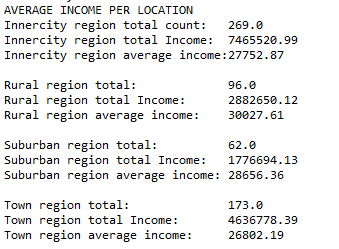 AVERAGE INCOME PER LOCATION
Innercity region total count: 269.0
Innercity region total Income: 7465520.99
Innercity region average income:27752.87
Rural region total: 96.0
Rural region total Income: 2882650.12
Rural region average income: 30027.61
Suburban region total: 62.0
Suburban region total Income: 1776694.13
Suburban region average income: 28656.36
Town region total: 173.0
Town region total Income: 4636778.39
Town region average income: 26802.19